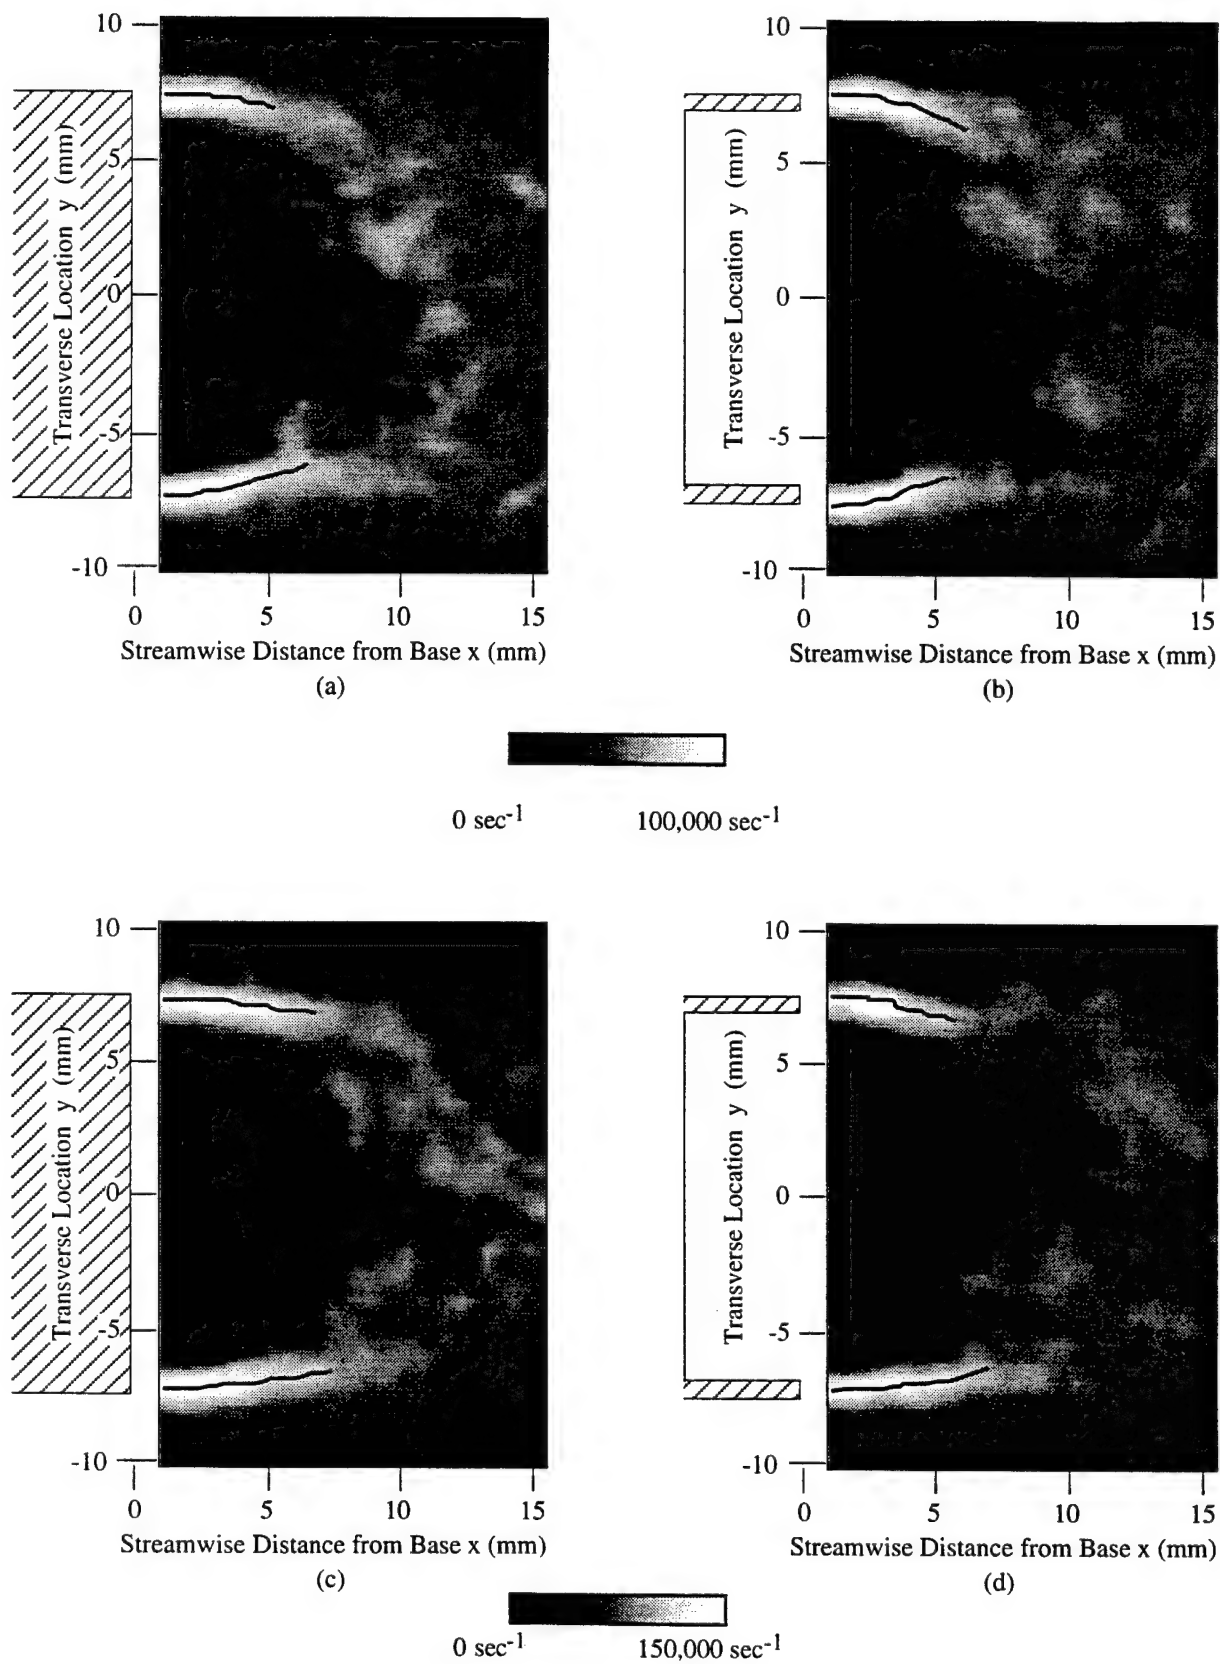 10
5
0
-5
-10
Transverse Location y (mm)
0 5 10 15
Streamwise Distance from Base x (mm)
(a)
10
5
0
-5
-10
Transverse Location y (mm)
0 5 10 15
Streamwise Distance from Base x (mm)
(b)
0 sec-1 100,000 sec-1
10
5
0
-5
-10
Transverse Location y (mm)
0 5 10 15
Streamwise Distance from Base x (mm)
(c)
10
5
0
-5
-10
Transverse Location y (mm)
0 5 10 15
Streamwise Distance from Base x (mm)
(d)
0 sec-1 150,000 sec-1